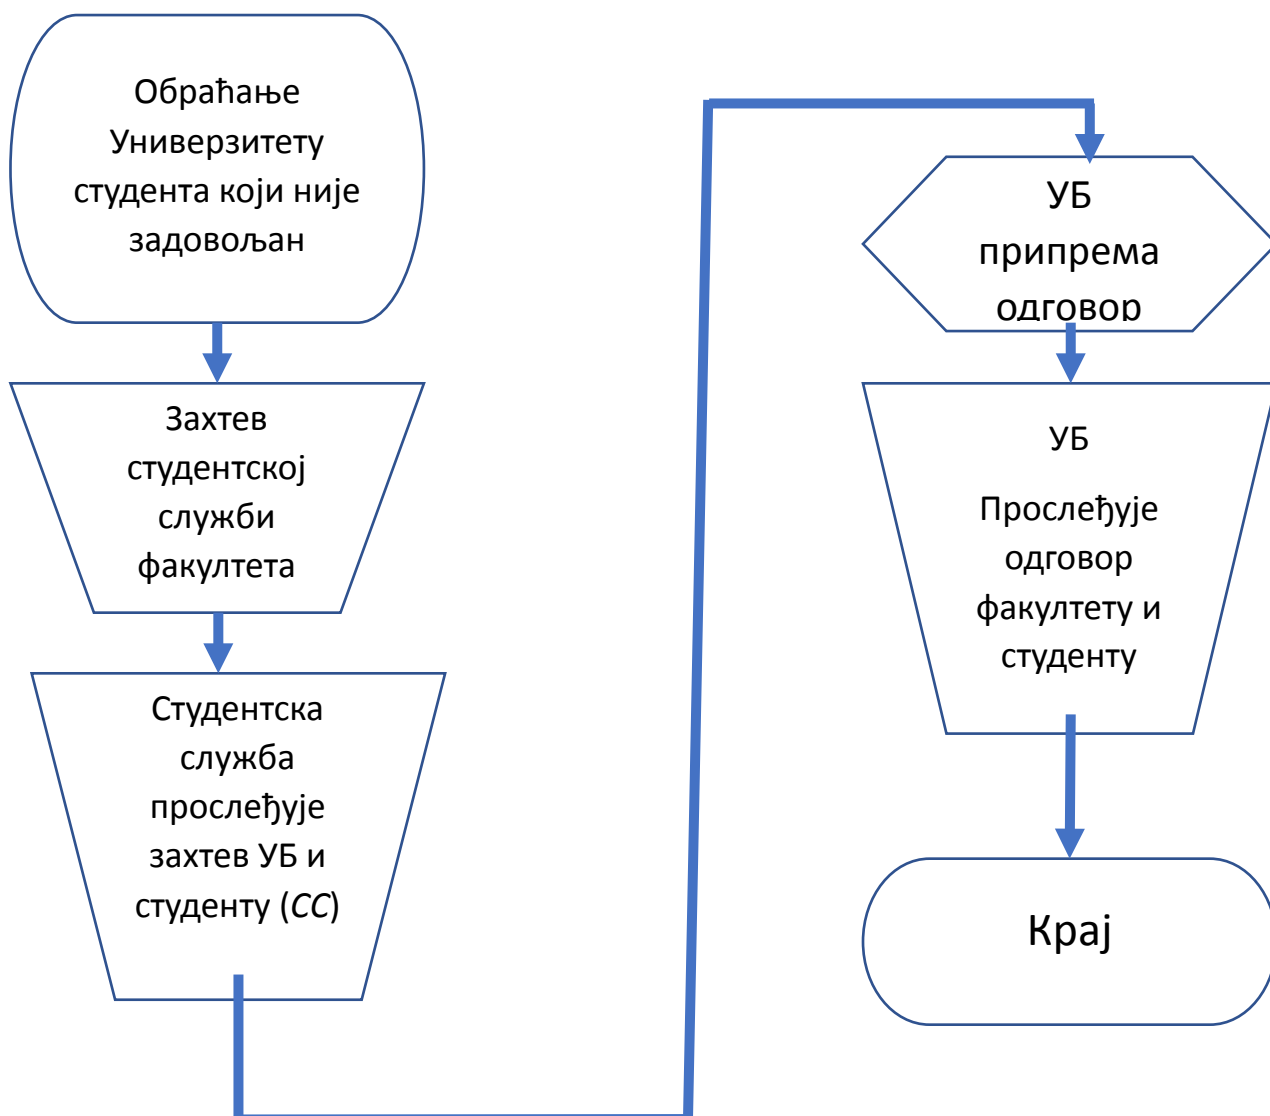 Обраћање
Универзитету
студента који није
задовољан
Захтев
студентској
служби
факултета
Студентска
служба
прослеђује
захтев УБ и
студенту (CC)
УБ
припрема
одговор
УБ
Прослеђује
одговор
факултету и
студенту
Крај